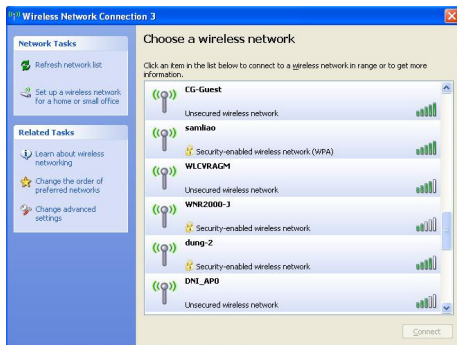 Wireless Network Connection 3
Network Tasks
Refresh network list
Set up a wireless network
for a home or small office
Related Tasks
Learn about wireless
networking
Change the order of
preferred networks
Change advanced
settings
Choose a wireless network
Click an item in the list below to connect to a wireless network in range or to get more
information.
CG-Guest
Unsecured wireless network
samliao
Security-enabled wireless network (WPA)
WLCVRAGM
Unsecured wireless network
WNR2000-J
Security-enabled wireless network
dung-2
Security-enabled wireless network
DNI_AP0
Unsecured wireless network
Connect